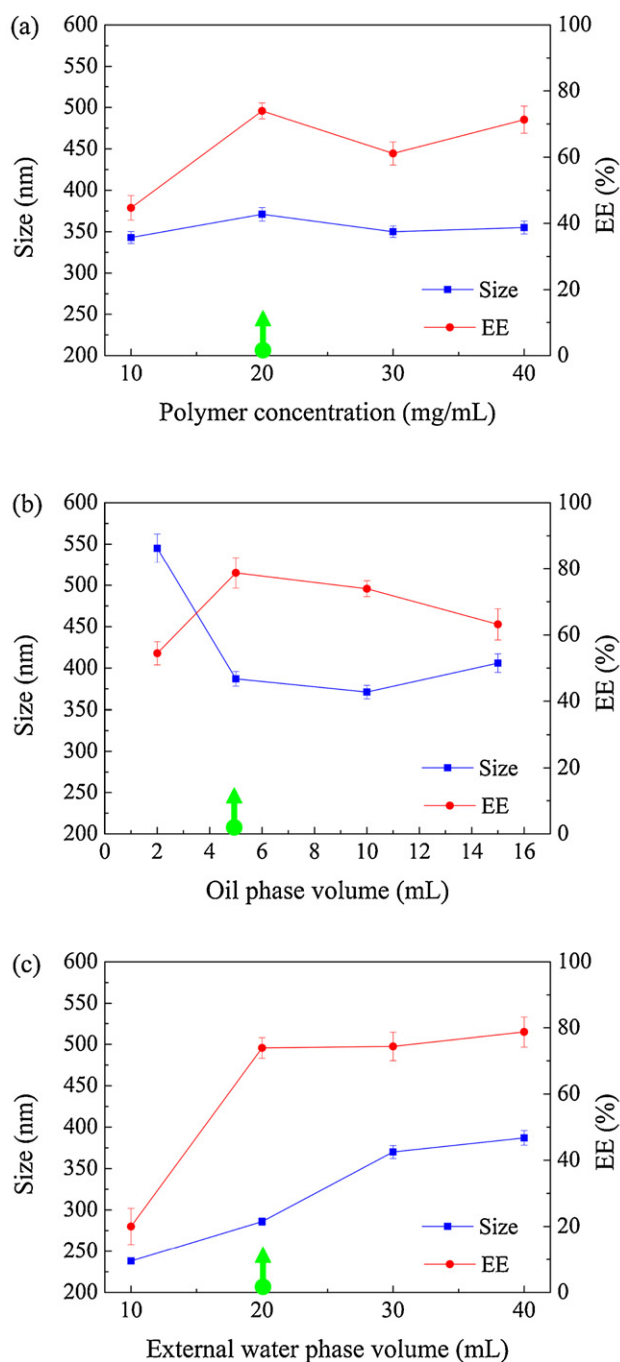 (a)
600
550
500
450
400
350
300
250
200
Size (nm)
100
80
60
40
20
0
EE (%)
Size
EE
10 20 30 40
Polymer concentration (mg/mL)
(b)
600
550
500
450
400
350
300
250
200
Size (nm)
100
80
60
40
20
0
EE (%)
Size
EE
0 2 4 6 8 10 12 14 16
Oil phase volume (mL)
(c)
600
550
500
450
400
350
300
250
200
Size (nm)
100
80
60
40
20
0
EE (%)
Size
EE
10 20 30 40
External water phase volume (mL)